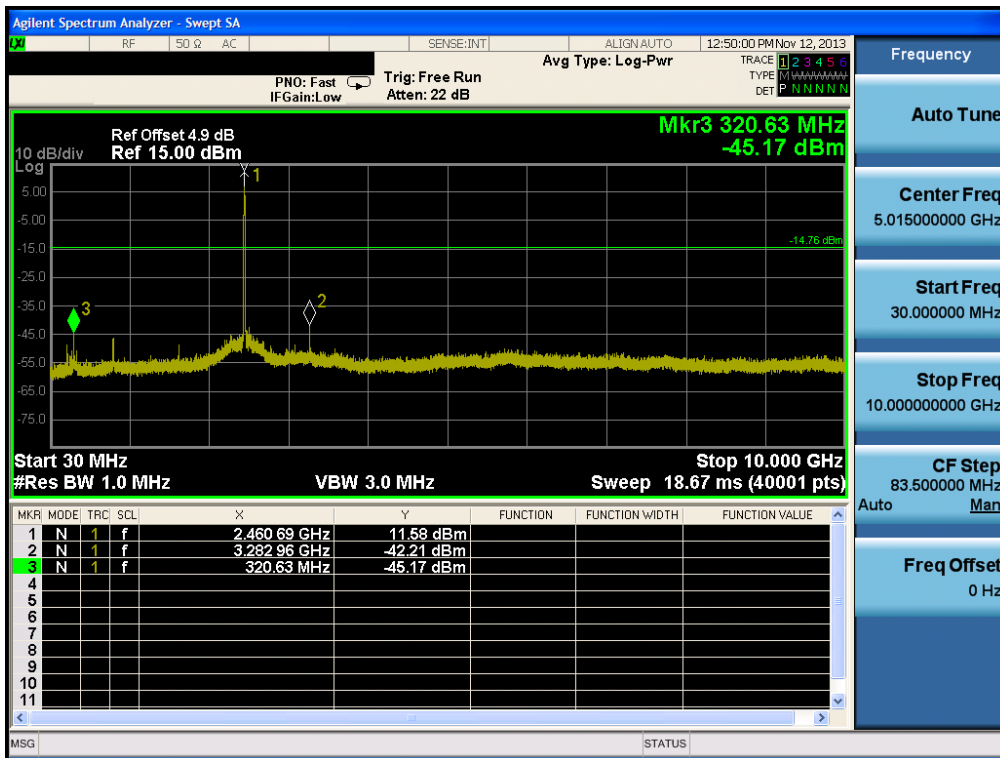 Agilent Spectrum Analyzer - Swept SA
LXI RF 50 Ω AC SENSE:INT ALIGN AUTO 12:50:00 PM Nov 12, 2013
PNO: Fast
IFGain:Low
Trig: Free Run
Atten: 22 dB
Avg Type: Log-Pwr
TRACE 1 2 3 4 5 6
TYPE M
DET P N N N N N
Mkr3 320.63 MHz
-45.17 dBm
Ref Offset 4.9 dB
Ref 15.00 dBm
10 dB/div
Log
1
5.00
-5.00
-14.76 dBm
-15.0
-25.0
2
-35.0
3
-45.0
-55.0
-65.0
-75.0
Start 30 MHz
Stop 10.000 GHz
#Res BW 1.0 MHz
VBW 3.0 MHz
Sweep 18.67 ms (40001 pts)
MKR MODE TRC SCL X Y FUNCTION FUNCTION WIDTH FUNCTION VALUE
1 N 1 f 2.460 69 GHz 11.58 dBm
2 N 1 f 3.282 96 GHz -42.21 dBm
3 N 1 f 320.63 MHz -45.17 dBm
4
5
6
7
8
9
10
11
MSG
STATUS
Frequency
Auto Tune
Center Freq
5.015000000 GHz
Start Freq
30.000000 MHz
Stop Freq
10.000000000 GHz
CF Step
83.500000 MHz
Auto Man
Freq Offset
0 Hz